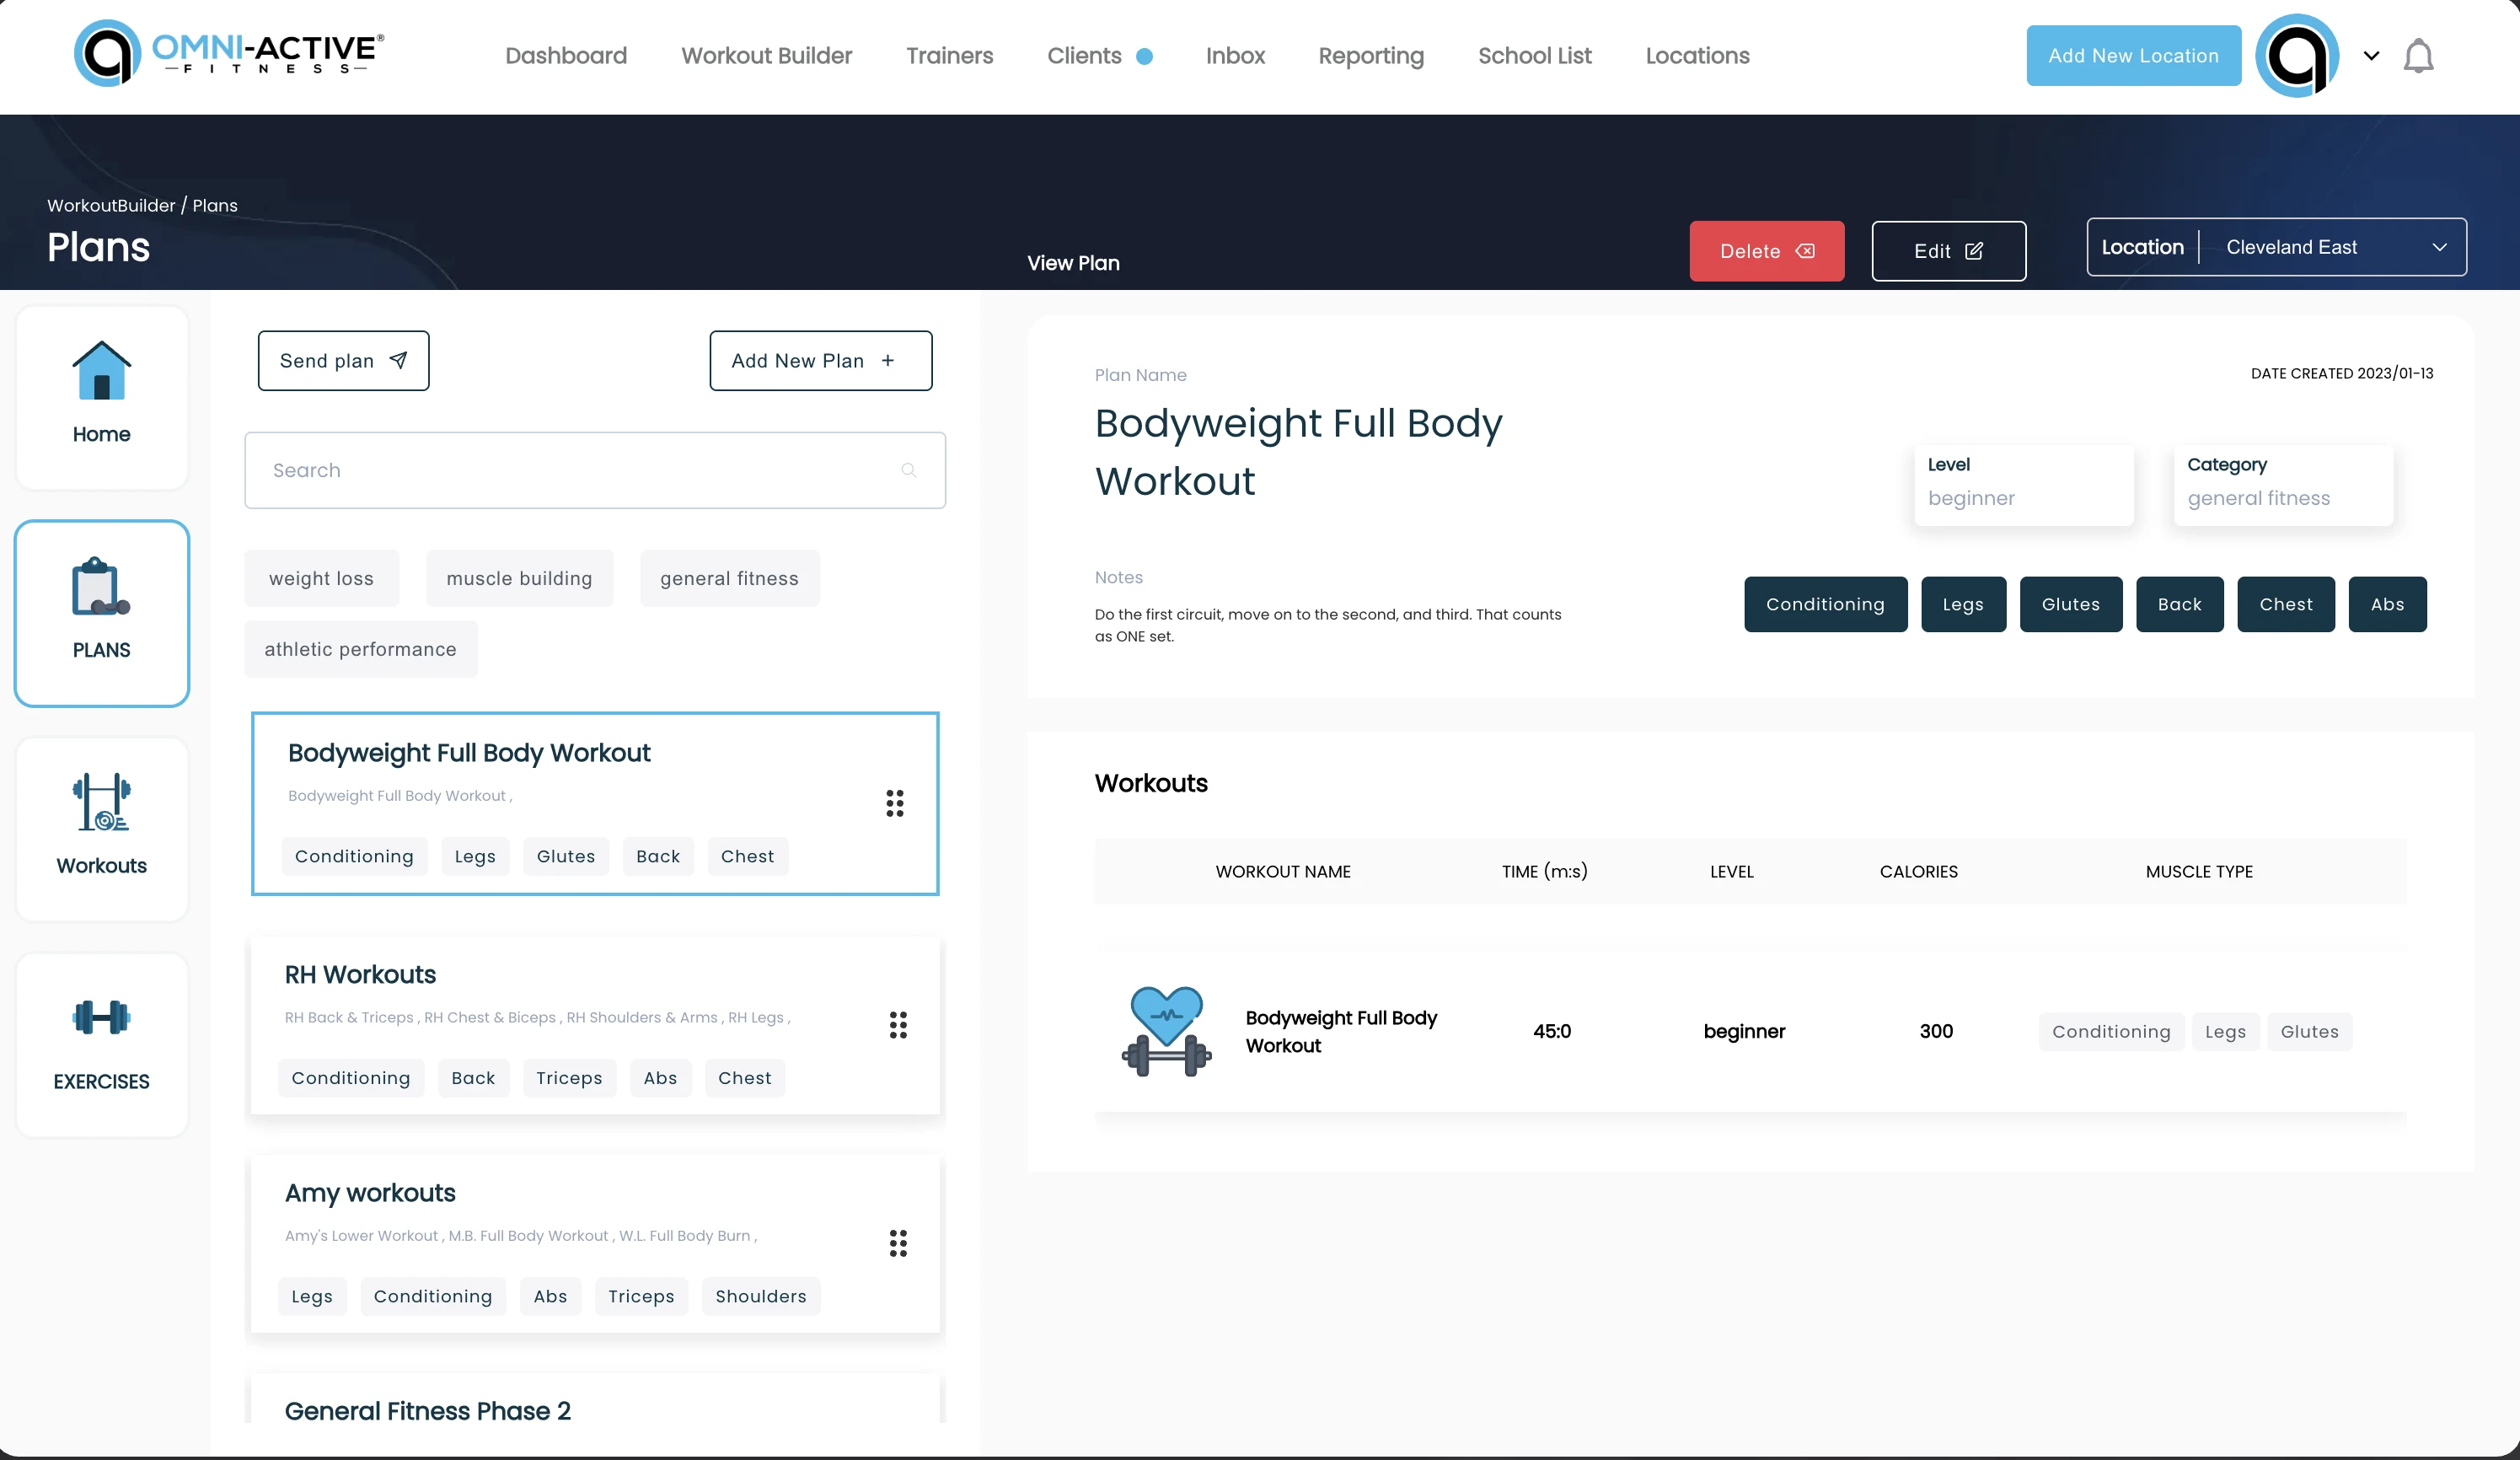 OMNI-ACTIVE®
FITNESS
Dashboard
Workout Builder
Trainers
Clients
Inbox
Reporting
School List
Locations
Add New Location
WorkoutBuilder / Plans
Plans
View Plan
Delete
Edit
Location
Cleveland East
Home
PLANS
Workouts
EXERCISES
Send plan
Add New Plan +
Search
weight loss
muscle building
general fitness
athletic performance
Bodyweight Full Body Workout
Bodyweight Full Body Workout ,
Conditioning
Legs
Glutes
Back
Chest
RH Workouts
RH Back & Triceps , RH Chest & Biceps , RH Shoulders & Arms , RH Legs ,
Conditioning
Back
Triceps
Abs
Chest
Amy workouts
Amy's Lower Workout , M.B. Full Body Workout , W.L. Full Body Burn ,
Legs
Conditioning
Abs
Triceps
Shoulders
General Fitness Phase 2
Plan Name
DATE CREATED 2023/01-13
Bodyweight Full Body
Workout
Level
beginner
Category
general fitness
Notes
Do the first circuit, move on to the second, and third. That counts
as ONE set.
Conditioning
Legs
Glutes
Back
Chest
Abs
Workouts
WORKOUT NAME
TIME (m:s)
LEVEL
CALORIES
MUSCLE TYPE
Bodyweight Full Body
Workout
45:0
beginner
300
Conditioning
Legs
Glutes